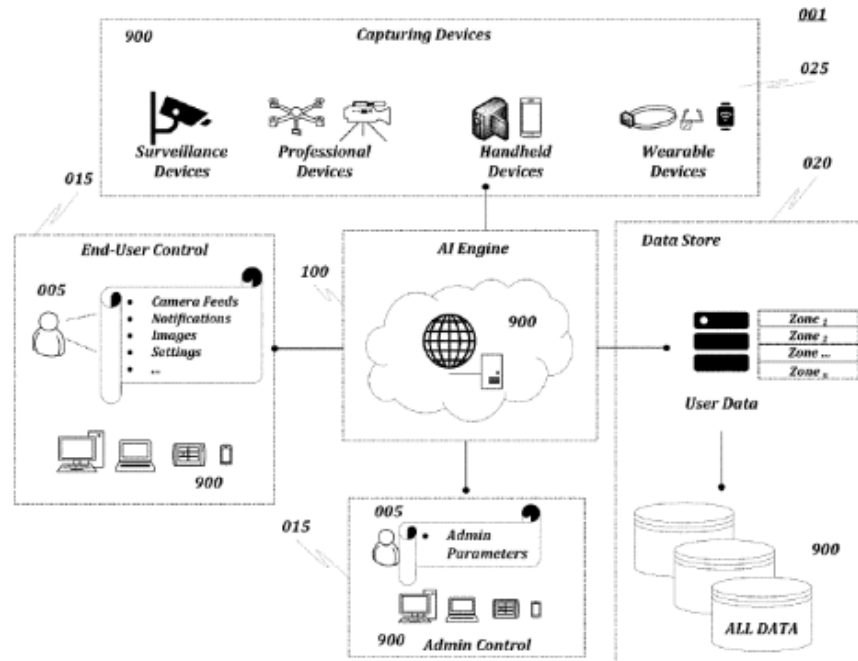 001
900
Capturing Devices
025
Surveillance
Devices
Professional
Devices
Handheld
Devices
Wearable
Devices
015
020
End-User Control
005
• Camera Feeds
• Notifications
• Images
• Settings
• ...
900
100
AI Engine
900
Data Store
Zone 1
Zone 2
Zone ...
Zone n
User Data
015
005
• Admin
Parameters
900
Admin Control
900
ALL DATA